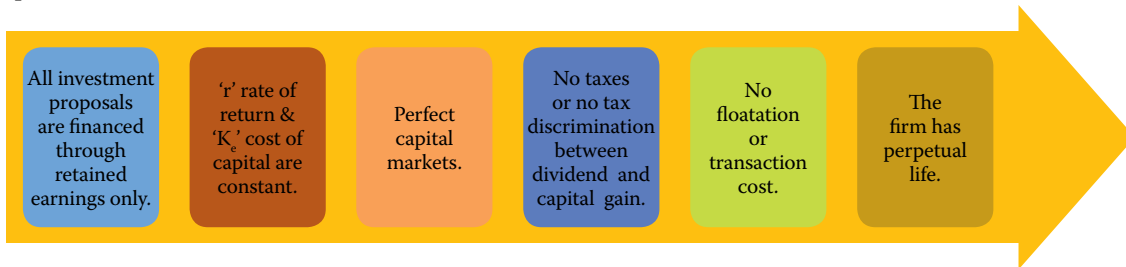 All investment
proposals
are financed
through
retained
earnings only.
‘r’ rate of
return &
‘Ke’ cost of
capital are
constant.
Perfect
capital
markets.
No taxes
or no tax
discrimination
between
dividend and
capital gain.
No
floatation
or
transaction
cost.
The
firm has
perpetual
life.